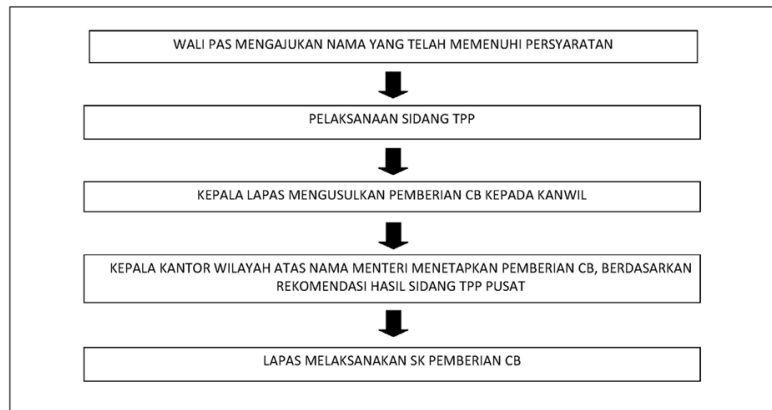 WALI PAS MENGAJUKAN NAMA YANG TELAH MEMENUHI PERSYARATAN
PELAKSANAAN SIDANG TPP
KEPALA LAPAS MENGUSULKAN PEMBERIAN CB KEPADA KANWIL
KEPALA KANTOR WILAYAH ATAS NAMA MENTERI MENETAPKAN PEMBERIAN CB, BERDASARKAN
REKOMENDASI HASIL SIDANG TPP PUSAT
LAPAS MELAKSANAKAN SK PEMBERIAN CB